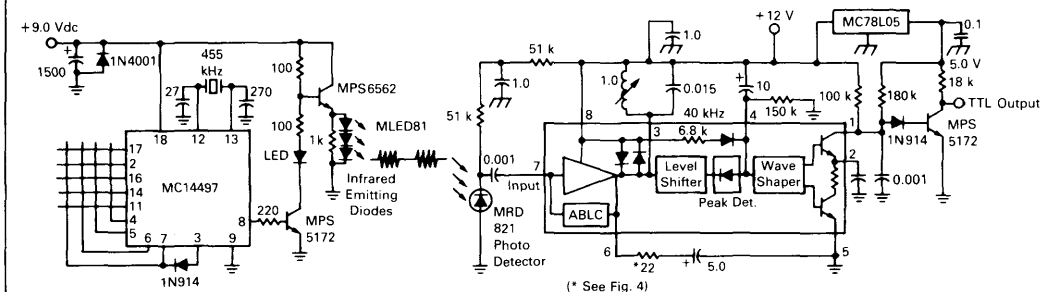 +9.0 Vdc
+
1500
1N4001
455
kHz
27
270
18
12
13
17
2
16
14
11
4
5
6
7
3
9
8
MC14497
1N914
220
100
100
LED
1 k
MPS6562
MLED81
Infrared
Emitting
Diodes
MPS
5172
51 k
51 k
1.0
0.001
7
Input
MRD
821
Photo
Detector
1.0
1.0
0.015
8
3
40 kHz
6.8 k
4
ABLC
Level
Shifter
Peak Det.
Wave
Shaper
6
*22
+
5.0
5
(* See Fig. 4)
+12 V
+
10
150 k
100 k
1
2
MC78L05
0.1
5.0 V
18 k
TTL Output
180 k
1N914
MPS
5172
0.001